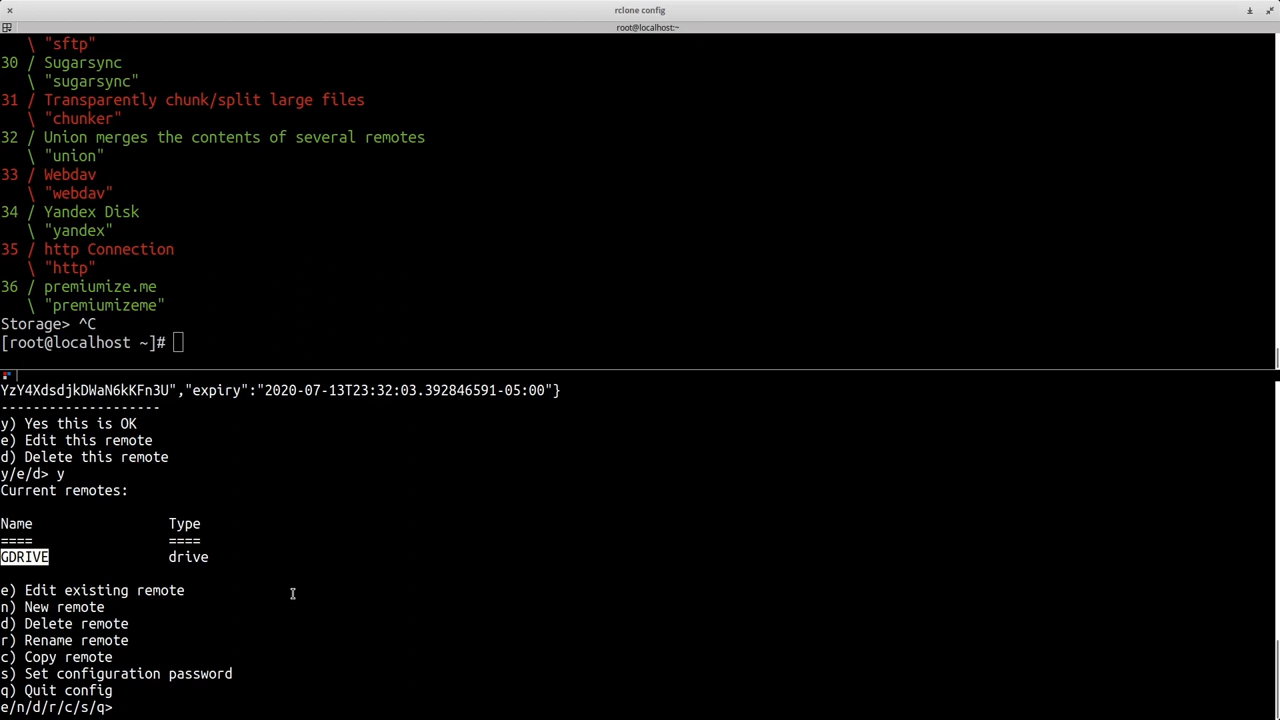 rclone config
root@localhost:~
\ "sftp"
30 / Sugarsync
\ "sugarsync"
31 / Transparently chunk/split large files
\ "chunker"
32 / Union merges the contents of several remotes
\ "union"
33 / Webdav
\ "webdav"
34 / Yandex Disk
\ "yandex"
35 / http Connection
\ "http"
36 / premiumize.me
\ "premiumizeme"
Storage> ^C
[root@localhost ~]#
YzY4XdsdjkDWaN6kKFn3U","expiry":"2020-07-13T23:32:03.392846591-05:00"}
--------------------
y) Yes this is OK
e) Edit this remote
d) Delete this remote
y/e/d> y
Current remotes:
Name Type
==== ====
GDRIVE drive
e) Edit existing remote
n) New remote
d) Delete remote
r) Rename remote
c) Copy remote
s) Set configuration password
q) Quit config
e/n/d/r/c/s/q>